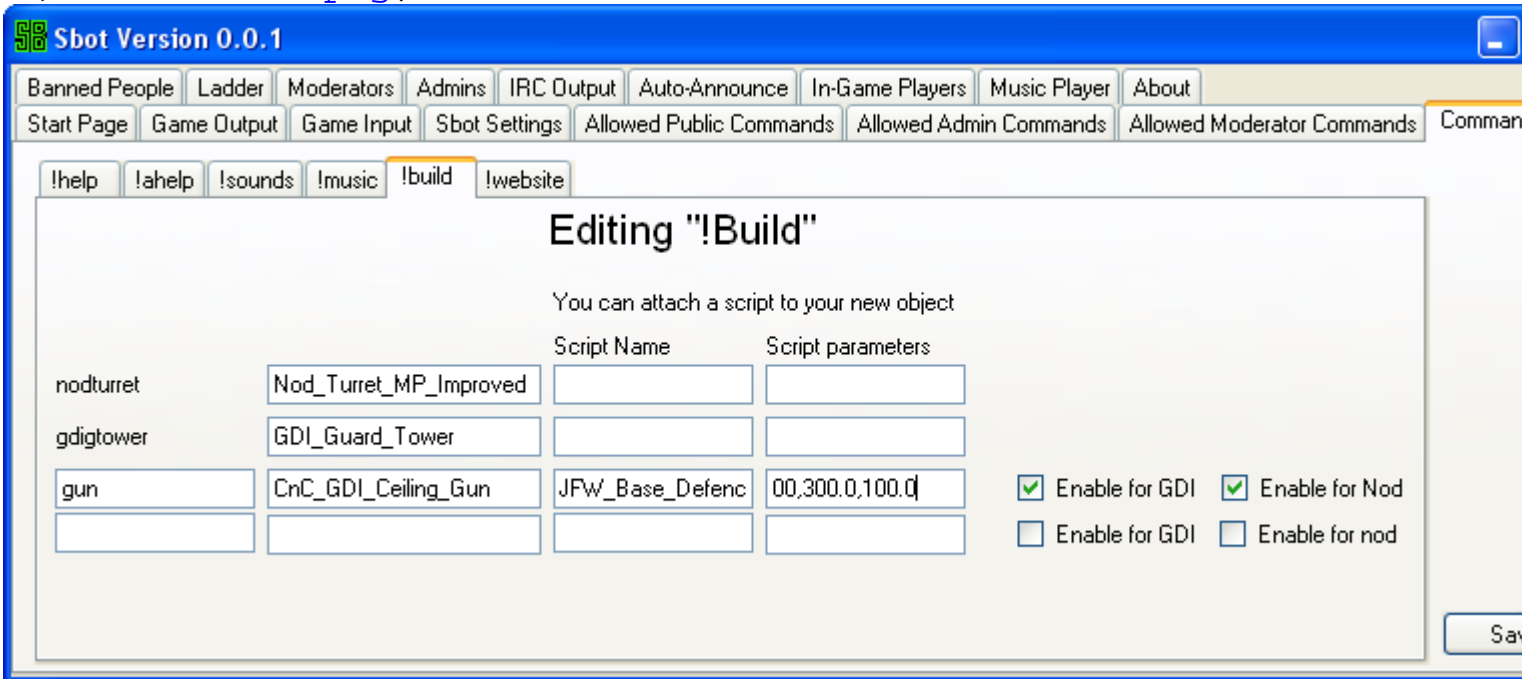 Sbot Version 0.0.1
Banned People Ladder Moderators Admins IRC Output Auto-Announce In-Game Players Music Player About
Start Page Game Output Game Input Sbot Settings Allowed Public Commands Allowed Admin Commands Allowed Moderator Commands Comman
!help !ahelp !sounds !music !build !website
Editing "!Build"
You can attach a script to your new object
Script Name Script parameters
nodturret Nod_Turret_MP_Improved
gdigtower GDI_Guard_Tower
gun CnC_GDI_Ceiling_Gun JFW_Base_Defenc 00,300.0,100.0 Enable for GDI Enable for Nod
Enable for GDI Enable for nod
Sav